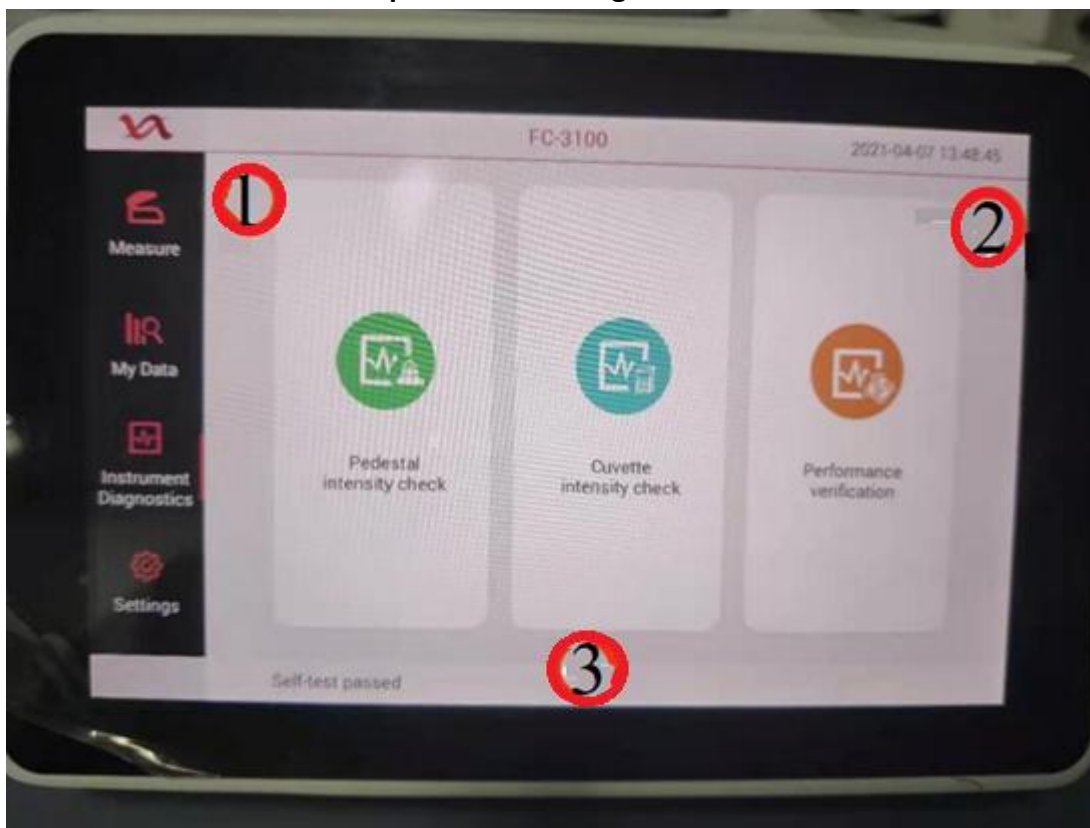 FC-3100
2021-04-07 13:48:45
1
2
Measure
My Data
Instrument
Diagnostics
Settings
Pedestal
intensity check
Cuvette
intensity check
Performance
verification
Self-test passed
3